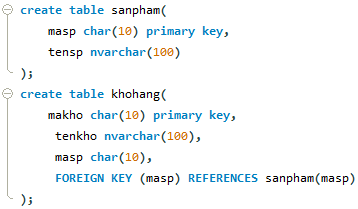 create table sanpham(
masp char(10) primary key,
tensp nvarchar(100)
);
create table khohang(
makho char(10) primary key,
tenkho nvarchar(100),
masp char(10),
FOREIGN KEY (masp) REFERENCES sanpham(masp)
);